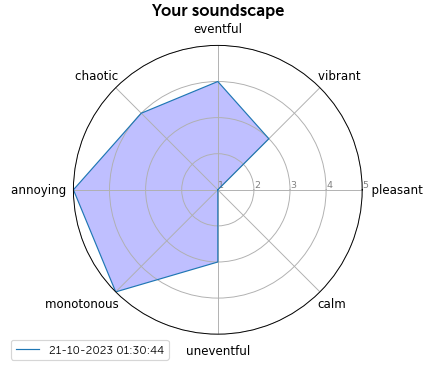 Your soundscape
eventful
chaotic
vibrant
annoying
1
2
3
4
5
pleasant
monotonous
calm
21-10-2023 01:30:44
uneventful